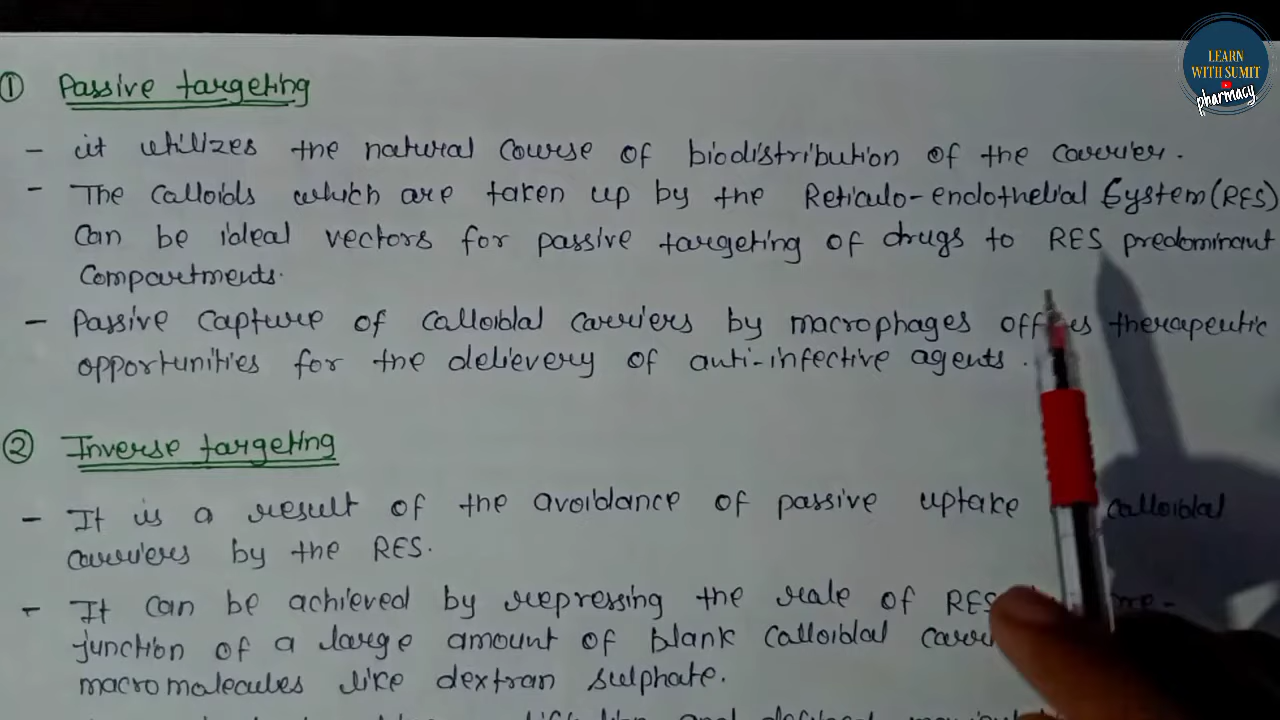 LEARN
WITH SUMIT
pharmacy
① Passive targeting
- it utilizes the natural course of biodistribution of the carrier.
- The calloids which are taken up by the Reticulo-endothelial System (RES)
Can be ideal vectors for passive targeting of drugs to RES predominant
Compartments.
- Passive capture of calloidal carriers by macrophages offers therapeutic
opportunities for the delievery of anti-infective agents.
② Inverse targeting
- It is a result of the avoidance of passive uptake calloidal
carriers by the RES.
- It can be achieved by repressing the role of RES
junction of a large amount of blank calloidal
macromolecules like dextran sulphate.